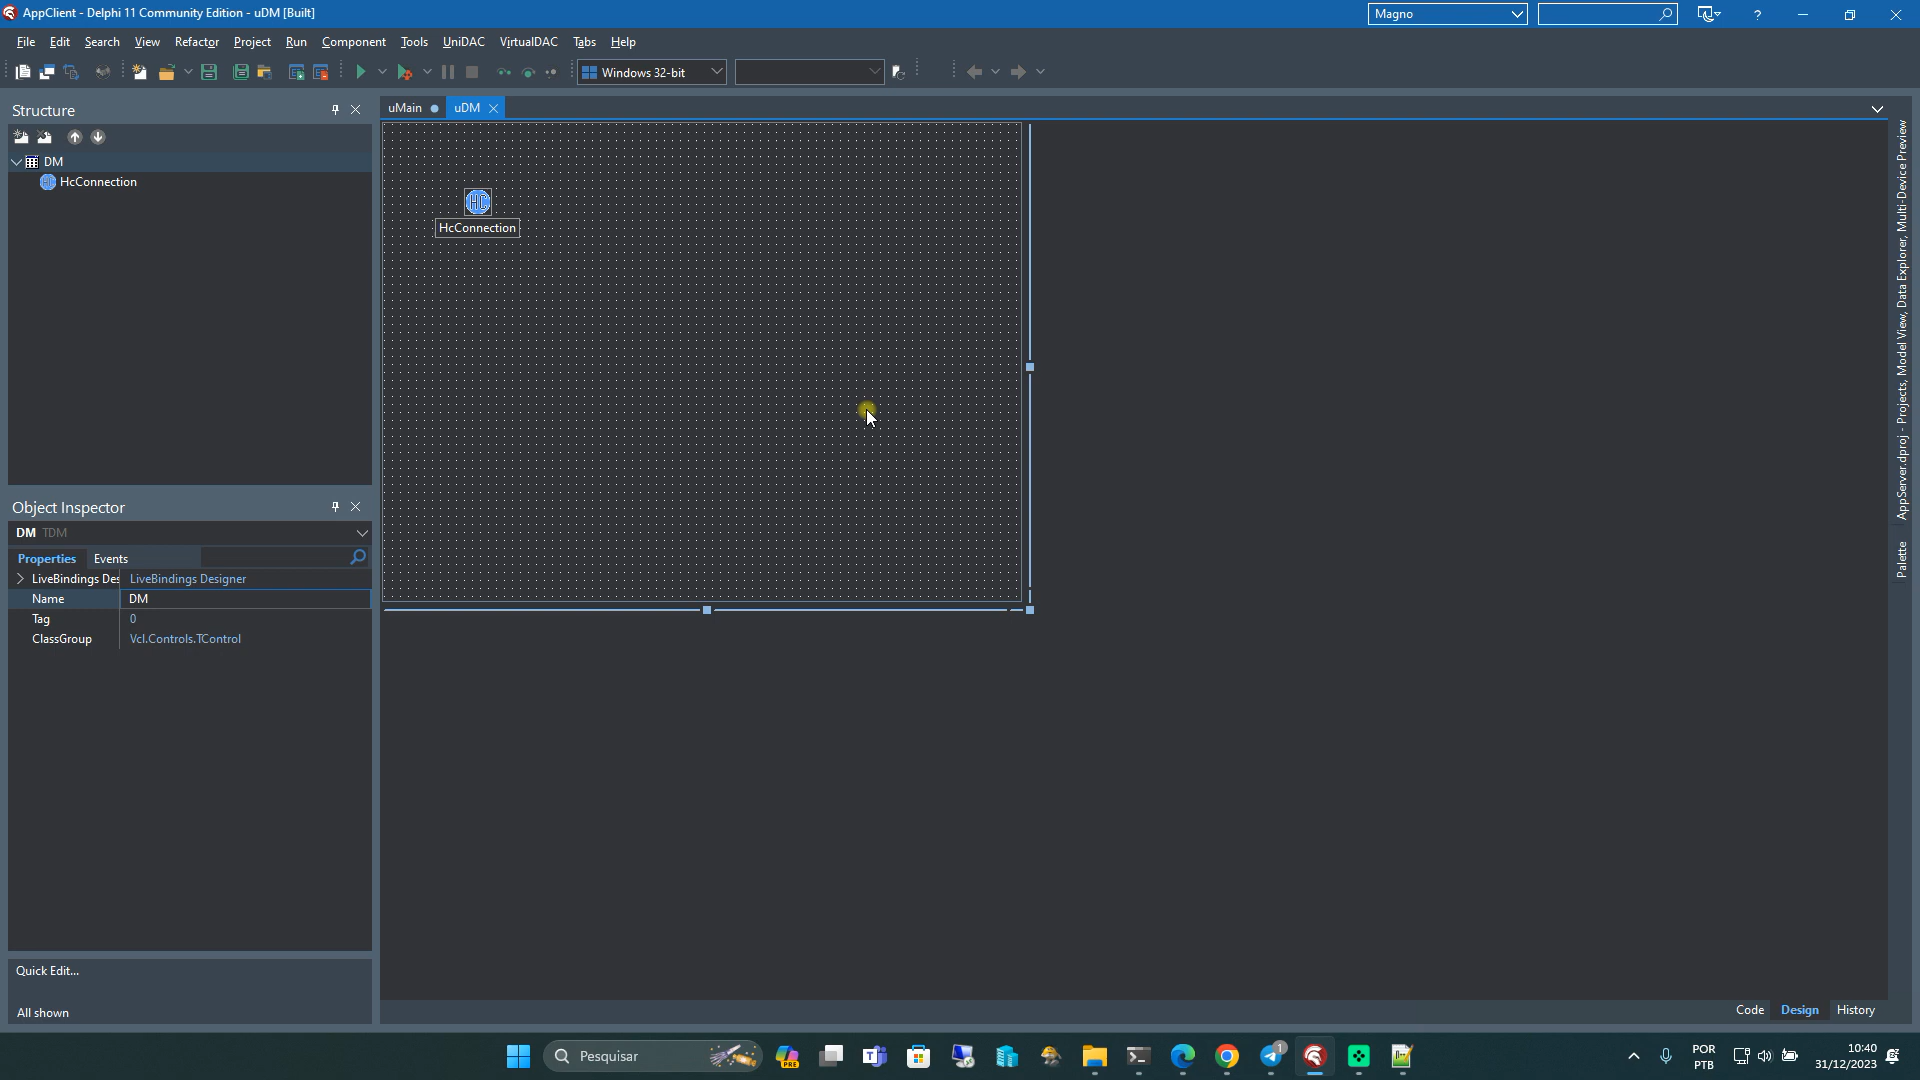 AppClient - Delphi 11 Community Edition - uDM [Built]
Magno
?
File Edit Search View Refactor Project Run Component Tools UniDAC VirtualDAC Tabs Help
Windows 32-bit
Structure
uMain uDM
DM
HcConnection
HC
HcConnection
AppServer.dproj - Projects, Model View, Data Explorer, Multi-Device Preview
Palette
Object Inspector
DM TDM
Properties Events
LiveBindings Des LiveBindings Designer
Name DM
Tag 0
ClassGroup Vcl.Controls.TControl
Quick Edit...
All shown
Code Design History
Pesquisar
PRE
1
POR
PTB
10:40
31/12/2023